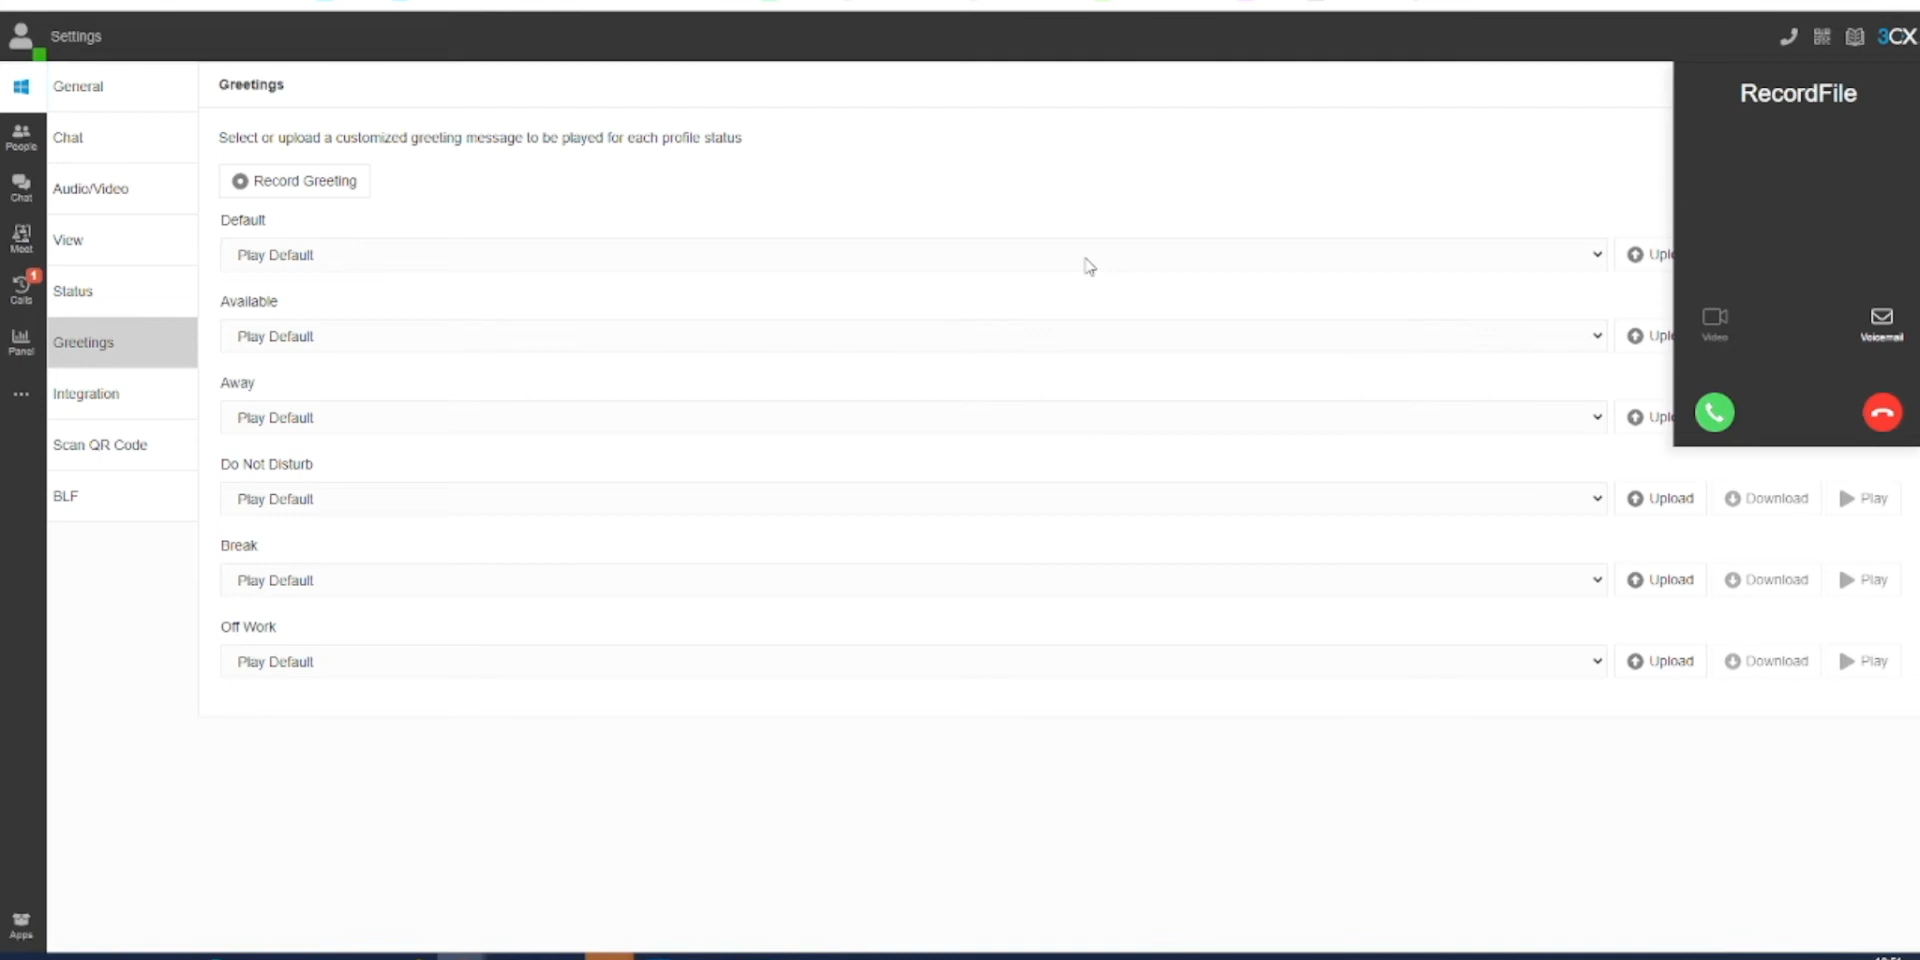 Settings
3CX
General
Chat
Audio/Video
View
Status
Greetings
Integration
Scan QR Code
BLF
People
Chat
Meet
1
Calls
Panel
Apps
Greetings
Select or upload a customized greeting message to be played for each profile status
Record Greeting
Default
Play Default
Available
Play Default
Away
Play Default
Do Not Disturb
Play Default Upload Download Play
Break
Play Default Upload Download Play
Off Work
Play Default Upload Download Play
RecordFile
Video
Voicemail